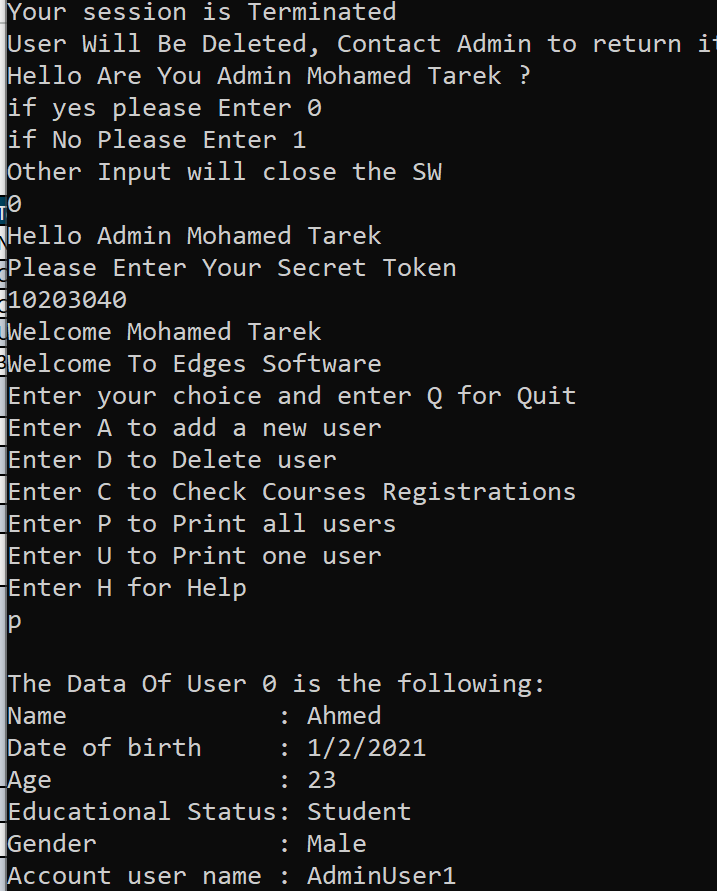 Your session is Terminated
User Will Be Deleted, Contact Admin to return
Hello Are You Admin Mohamed Tarek ?
if yes please Enter 0
if No Please Enter 1
Other Input will close the SW
0
Hello Admin Mohamed Tarek
Please Enter Your Secret Token
10203040
Welcome Mohamed Tarek
Welcome To Edges Software
Enter your choice and enter Q for Quit
Enter A to add a new user
Enter D to Delete user
Enter C to Check Courses Registrations
Enter P to Print all users
Enter U to Print one user
Enter H for Help
p
The Data Of User 0 is the following:
Name : Ahmed
Date of birth : 1/2/2021
Age : 23
Educational Status: Student
Gender : Male
Account user name : AdminUser1